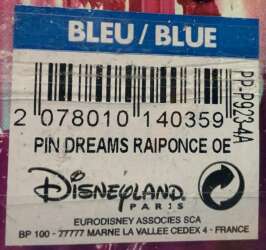 BLEU / BLUE
2 078010 140359
PP-P9234A
PIN DREAMS RAIPONCE OE
DISNEYLAND
PARIS
EURODISNEY ASSOCIES SCA
BP 100 - 77777 MARNE LA VALLEE CEDEX 4 - FRANCE